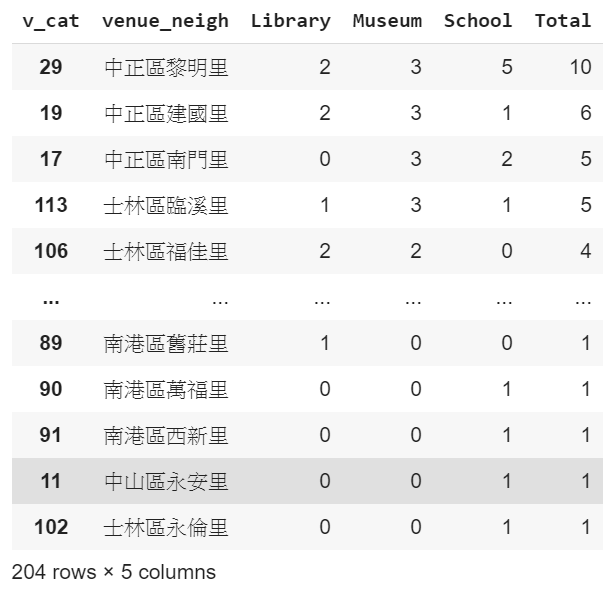 v_cat venue_neigh Library Museum School Total
29 中正區黎明里 2 3 5 10
19 中正區建國里 2 3 1 6
17 中正區南門里 0 3 2 5
113 士林區臨溪里 1 3 1 5
106 士林區福佳里 2 2 0 4
... ... ... ... ... ...
89 南港區舊莊里 1 0 0 1
90 南港區萬福里 0 0 1 1
91 南港區西新里 0 0 1 1
11 中山區永安里 0 0 1 1
102 士林區永倫里 0 0 1 1
204 rows × 5 columns